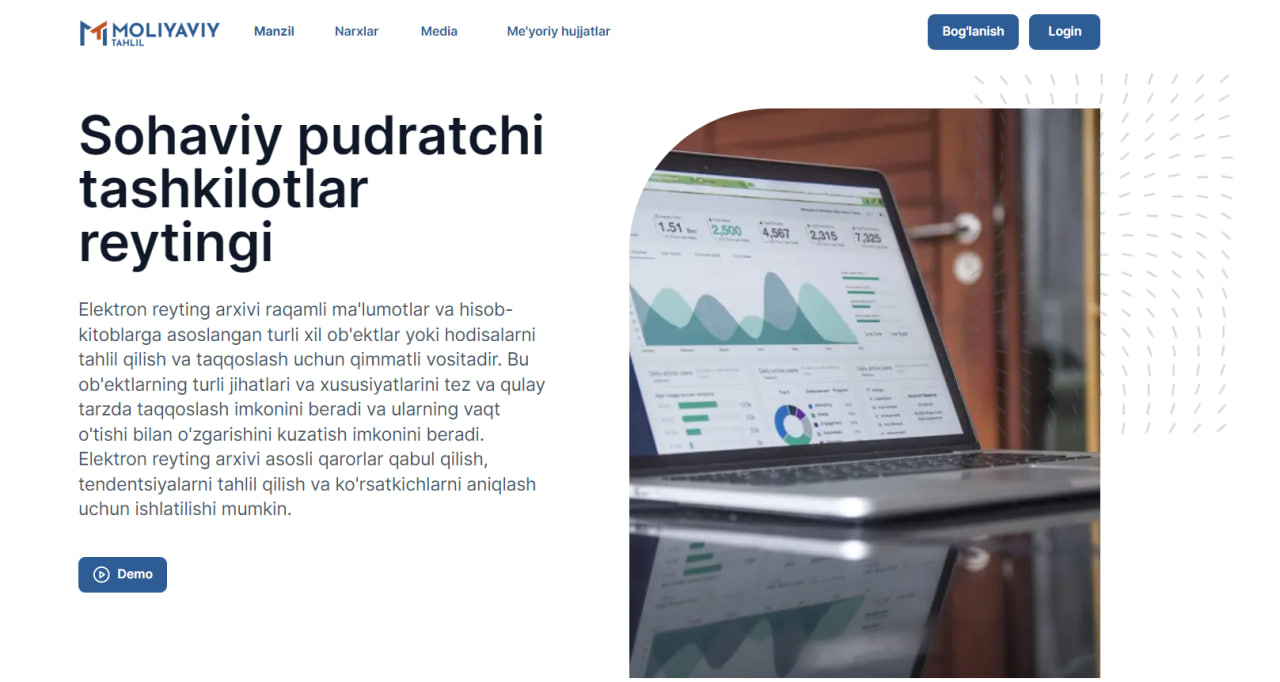 MOLIYAVIY
TAHLIL
Manzil
Narxlar
Media
Me'yoriy hujjatlar
Bog'lanish
Login
Sohaviy pudratchi
tashkilotlar
reytingi
Elektron reyting arxivi raqamli ma'lumotlar va hisob-
kitoblarga asoslangan turli xil ob'ektlar yoki hodisalarni
tahlil qilish va taqqoslash uchun qimmatli vositadir. Bu
ob'ektlarning turli jihatlari va xususiyatlarini tez va qulay
tarzda taqqoslash imkonini beradi va ularning vaqt
o'tishi bilan o'zgarishini kuzatish imkonini beradi.
Elektron reyting arxivi asosli qarorlar qabul qilish,
tendentsiyalarni tahlil qilish va ko'rsatkichlarni aniqlash
uchun ishlatilishi mumkin.
Demo
1.51 Sec
2,500
4,567
2,315
7,325